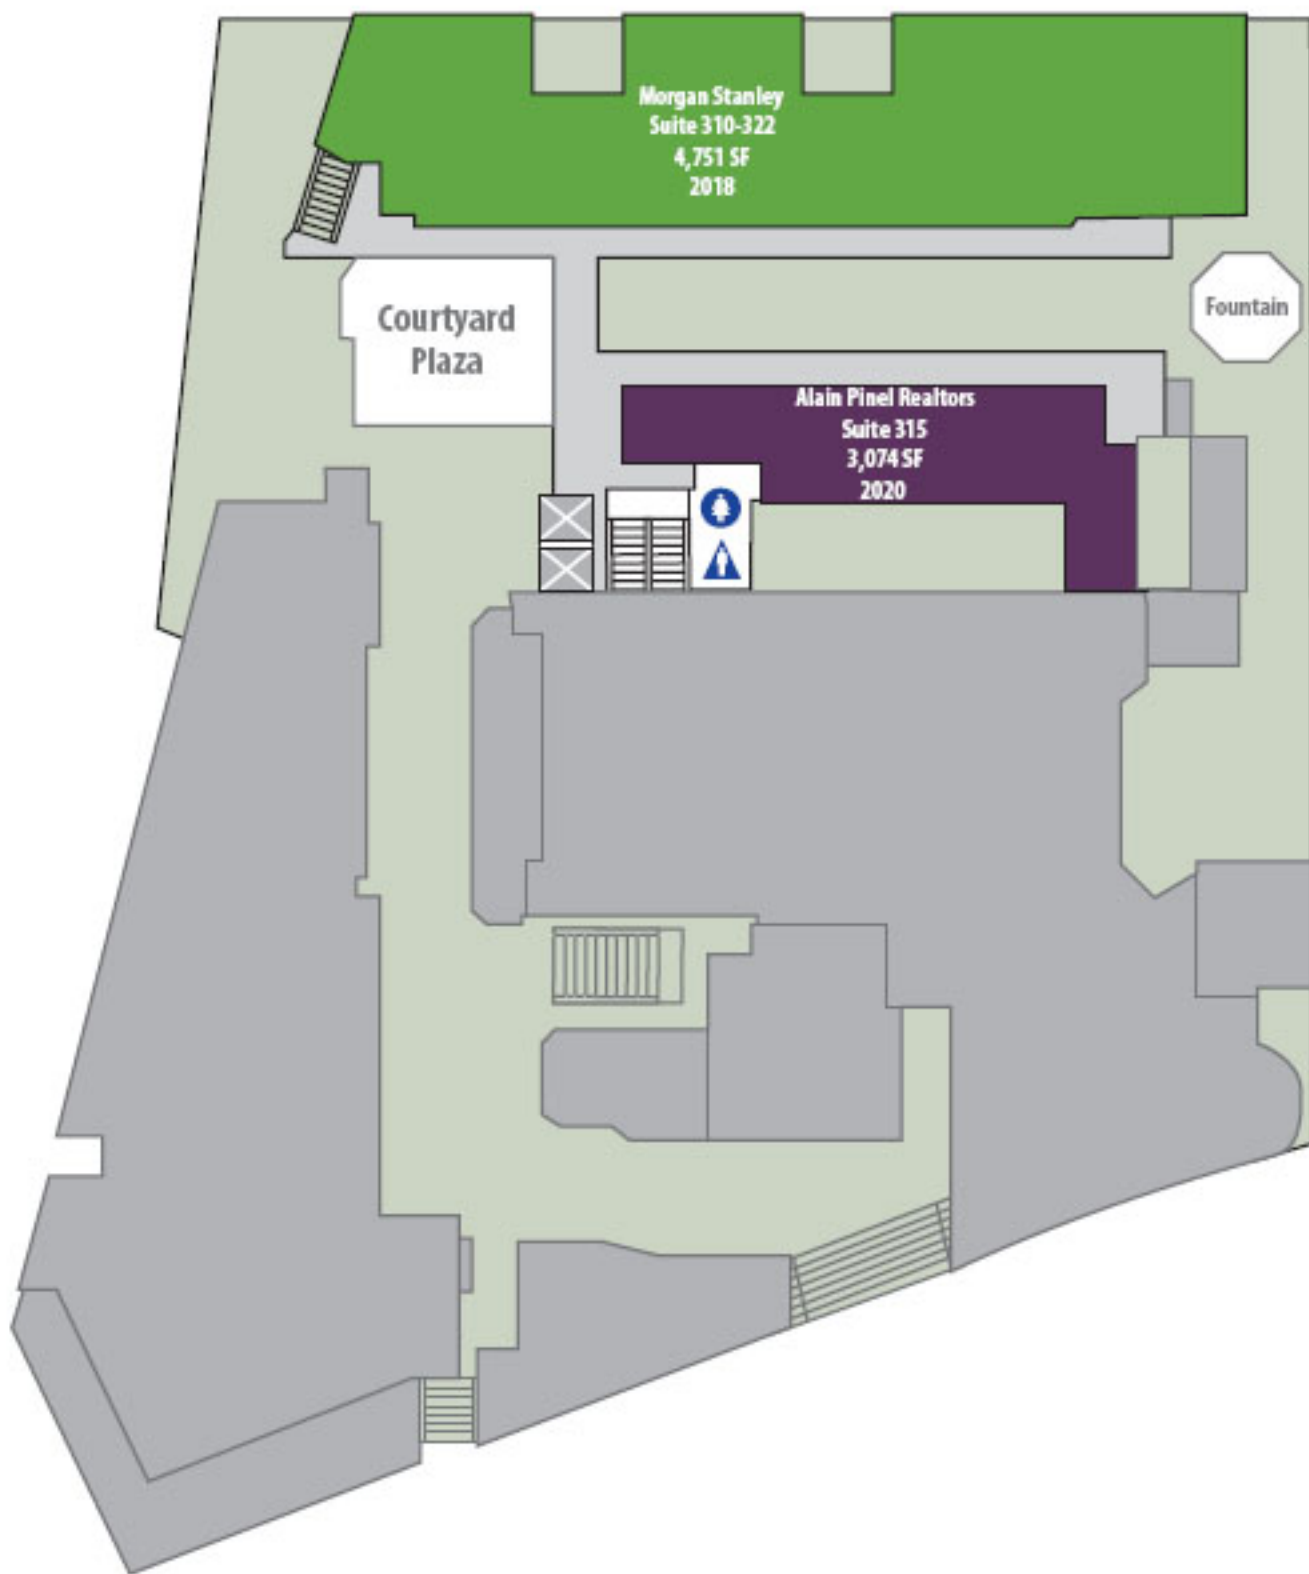 Morgan Stanley
Suite 310-322
4,751 SF
2018
Courtyard
Plaza
Fountain
Alain Pinel Realtors
Suite 315
3,074 SF
2020